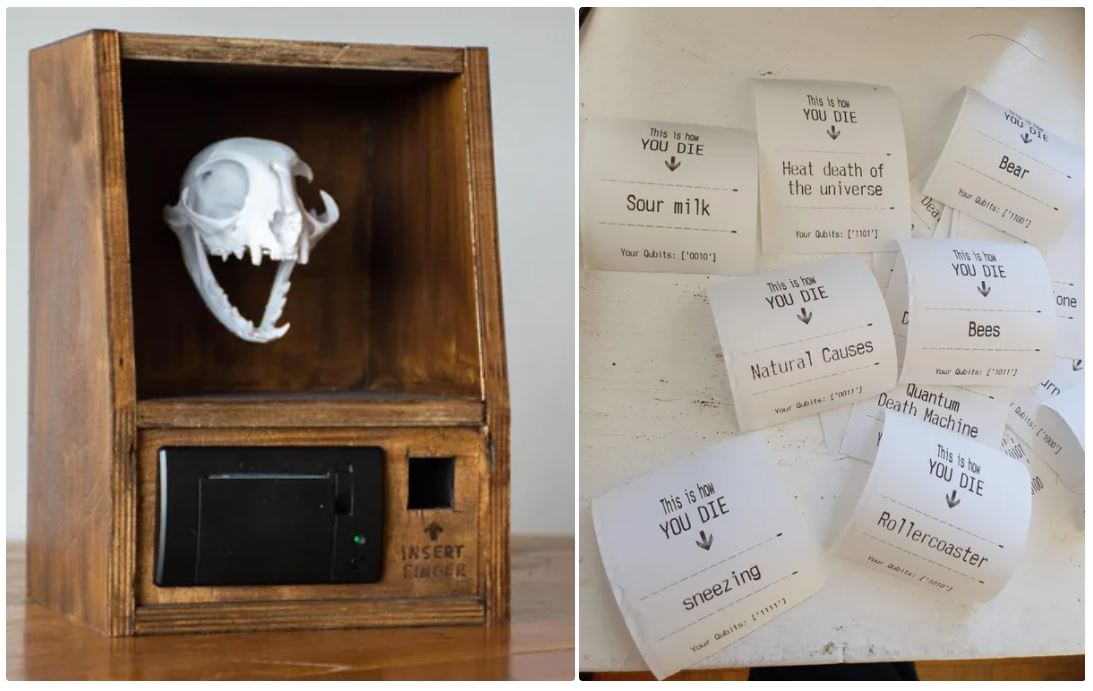 INSERT
FINGER
This is how
YOU DIE
Sour milk
Your Qubits: ['0010']
This is how
YOU DIE
Heat death of
the universe
Your Qubits: ['1101']
This is how
YOU DIE
Bear
Your Qubits: ['1100']
This is how
YOU DIE
Natural Causes
Your Qubits: ['0011']
This is how
YOU DIE
Bees
Your Qubits: ['1011']
one
Quantum
Death Machine
['1000']
This is how
YOU DIE
sneezing
Your Qubits: ['1111']
This is how
YOU DIE
Rollercoaster
Your Qubits: ['1010']